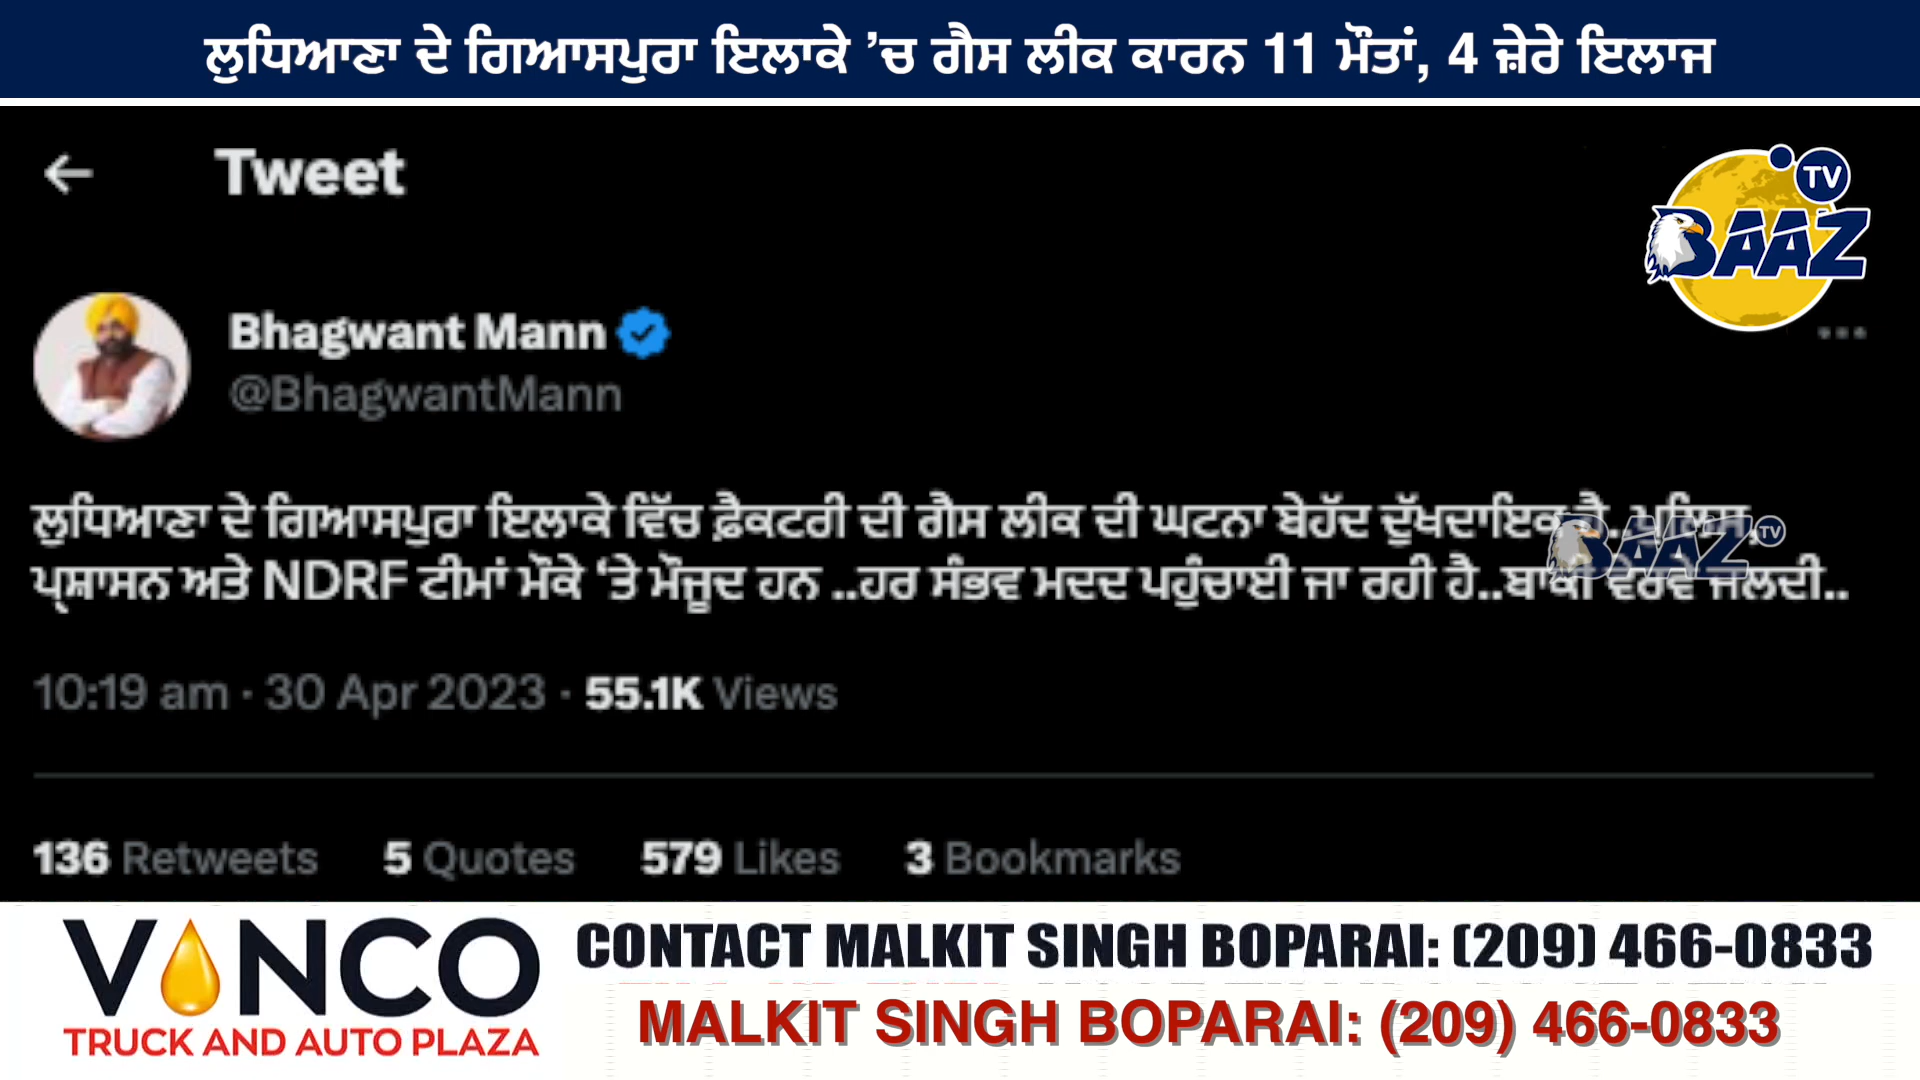 ਲੁਧਿਆਣਾ ਦੇ ਗਿਆਸਪੁਰਾ ਇਲਾਕੇ ’ਚ ਗੈਸ ਲੀਕ ਕਾਰਨ 11 ਮੌਤਾਂ, 4 ਜ਼ੇਰੇ ਇਲਾਜ
Tweet
TV
BAAZ
Bhagwant Mann
@BhagwantMann
ਲੁਧਿਆਣਾ ਦੇ ਗਿਆਸਪੁਰਾ ਇਲਾਕੇ ਵਿੱਚ ਫ਼ੈਕਟਰੀ ਦੀ ਗੈਸ ਲੀਕ ਦੀ ਘਟਨਾ ਬੇਹੱਦ ਦੁੱਖਦਾਇਕ ਹੈ..ਪੁਲਿਸ,
BAAZ TV
ਪ੍ਰਸ਼ਾਸਨ ਅਤੇ NDRF ਟੀਮਾਂ ਮੌਕੇ ‘ਤੇ ਮੌਜੂਦ ਹਨ ..ਹਰ ਸੰਭਵ ਮਦਦ ਪਹੁੰਚਾਈ ਜਾ ਰਹੀ ਹੈ..ਬਾਕੀ ਵੇਰਵੇ ਜਲਦੀ..
10:19 am · 30 Apr 2023 · 55.1K Views
136 Retweets 5 Quotes 579 Likes 3 Bookmarks
VANCO
TRUCK AND AUTO PLAZA
CONTACT MALKIT SINGH BOPARAI: (209) 466-0833
MALKIT SINGH BOPARAI: (209) 466-0833